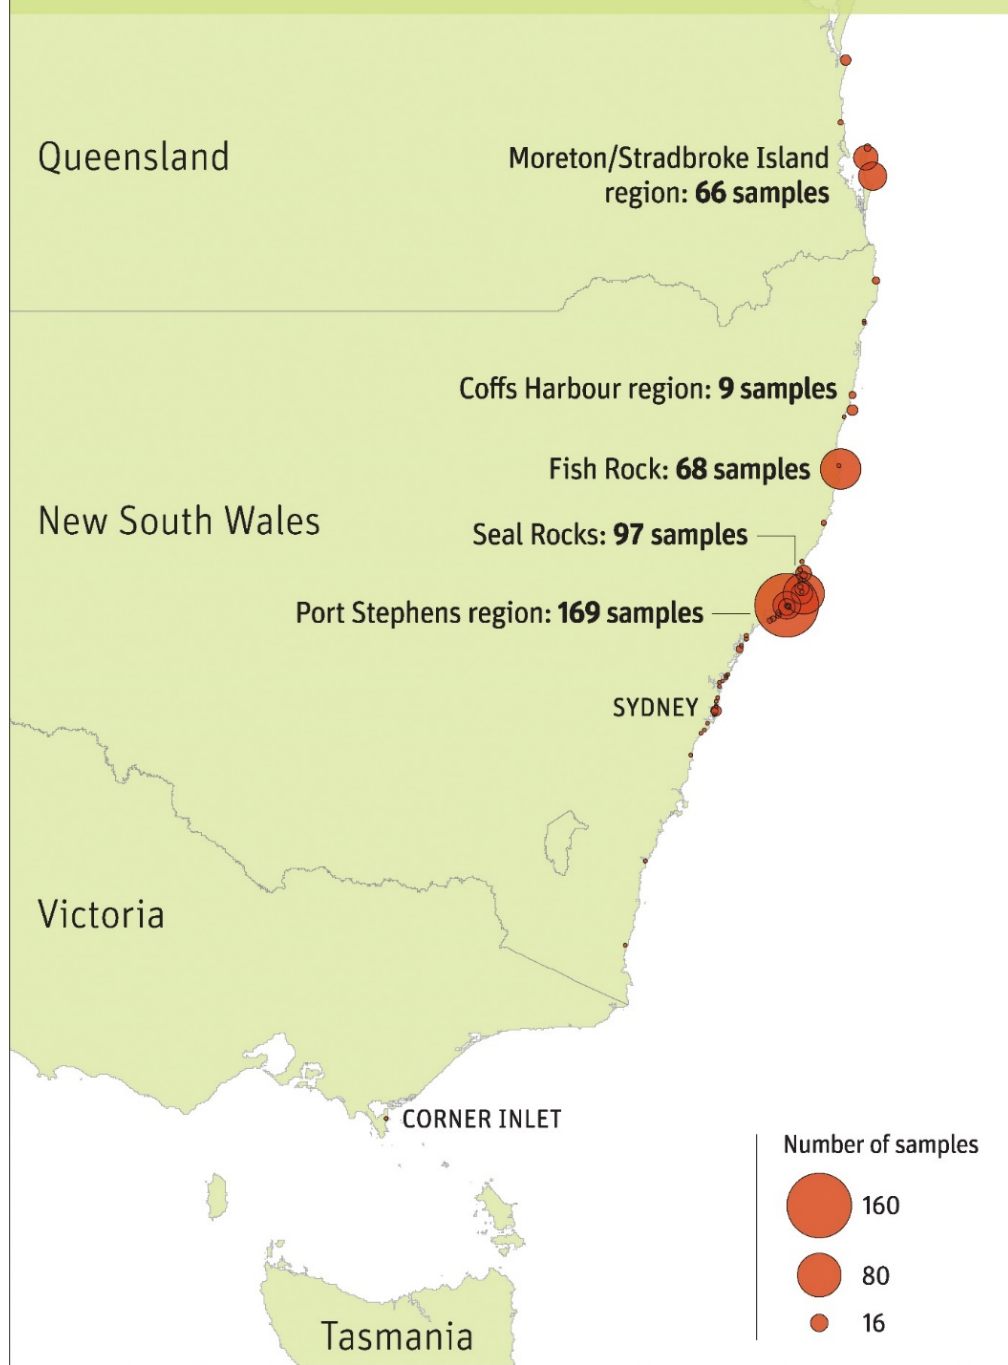 Queensland
Moreton/Stradbroke Island
region: 66 samples
Coffs Harbour region: 9 samples
Fish Rock: 68 samples
New South Wales
Seal Rocks: 97 samples
Port Stephens region: 169 samples
SYDNEY
Victoria
CORNER INLET
Number of samples
160
80
16
Tasmania